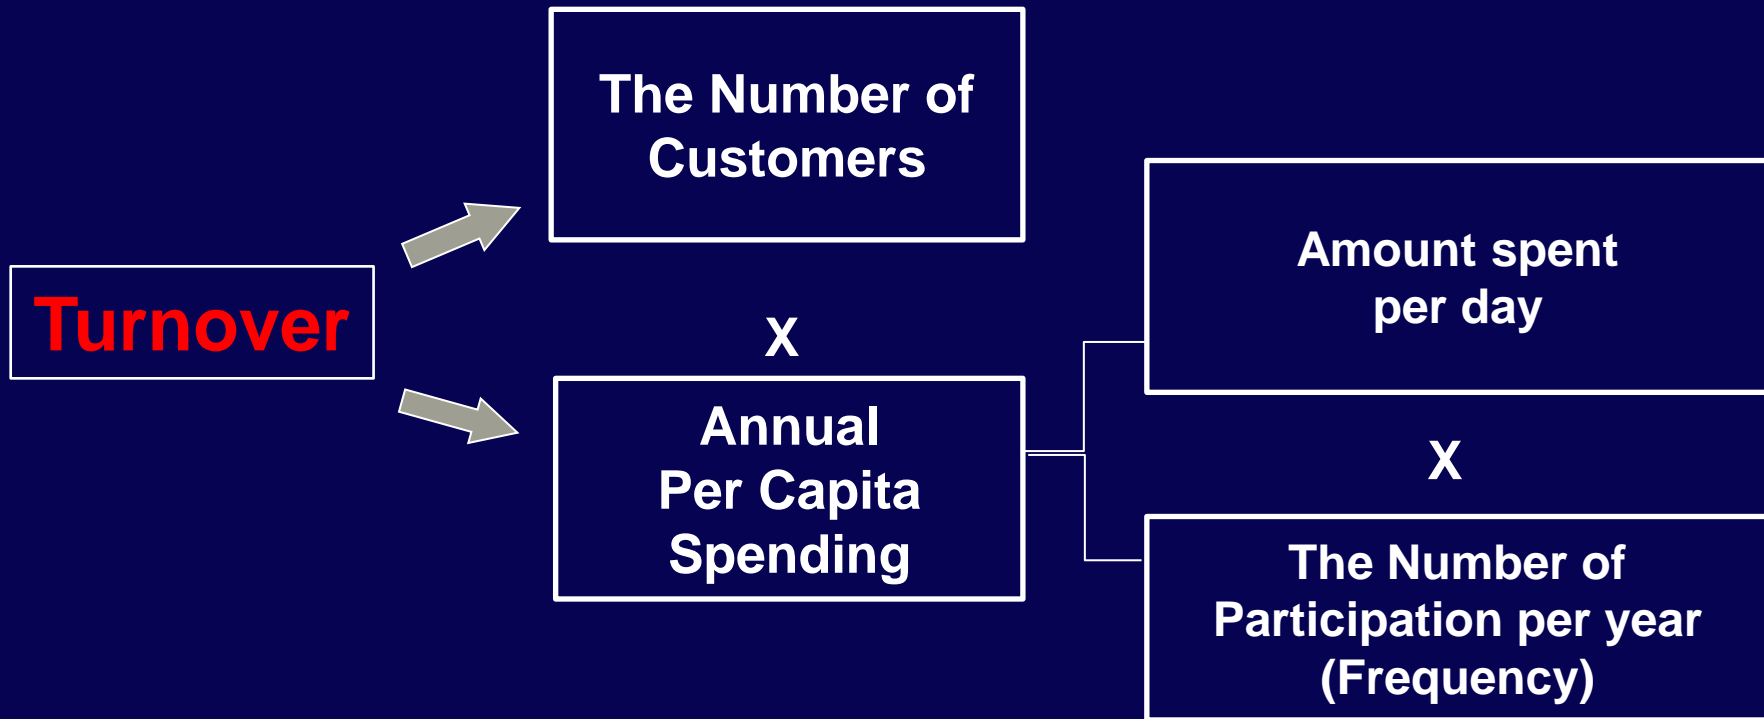 Turnover
The Number of
Customers
X
Annual
Per Capita
Spending
Amount spent
per day
X
The Number of
Participation per year
(Frequency)